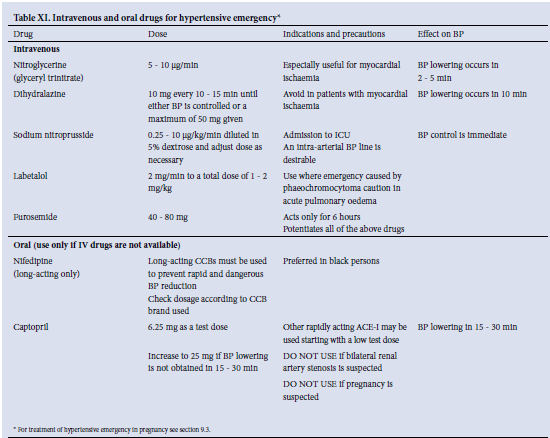 Table XI. Intravenous and oral drugs for hypertensive emergency*
Drug Dose Indications and precautions Effect on BP
Intravenous
Nitroglycerine 5 - 10 µg/min Especially useful for myocardial BP lowering occurs in
(glyceryl trinitrate) ischaemia 2 - 5 min
Dihydralazine 10 mg every 10 - 15 min until Avoid in patients with myocardial BP lowering occurs in 10 min
either BP is controlled or a ischaemia
maximum of 50 mg given
Sodium nitroprusside 0.25 - 10 µg/kg/min diluted in Admission to ICU BP control is immediate
5% dextrose and adjust dose as An intra-arterial BP line is
necessary desirable
Labetalol 2 mg/min to a total dose of 1 - 2 Use where emergency caused by
mg/kg phaeochromocytoma caution in
acute pulmonary oedema
Furosemide 40 - 80 mg Acts only for 6 hours
Potentiates all of the above drugs
Oral (use only if IV drugs are not available)
Nifedipine Long-acting CCBs must be used Preferred in black persons
(long-acting only) to prevent rapid and dangerous
BP reduction
Check dosage according to CCB
brand used
Captopril 6.25 mg as a test dose Other rapidly acting ACE-I may be BP lowering in 15 - 30 min
used starting with a low test dose
Increase to 25 mg if BP lowering DO NOT USE if bilateral renal
is not obtained in 15 - 30 min artery stenosis is suspected
DO NOT USE if pregnancy is
suspected
* For treatment of hypertensive emergency in pregnancy see section 9.3.